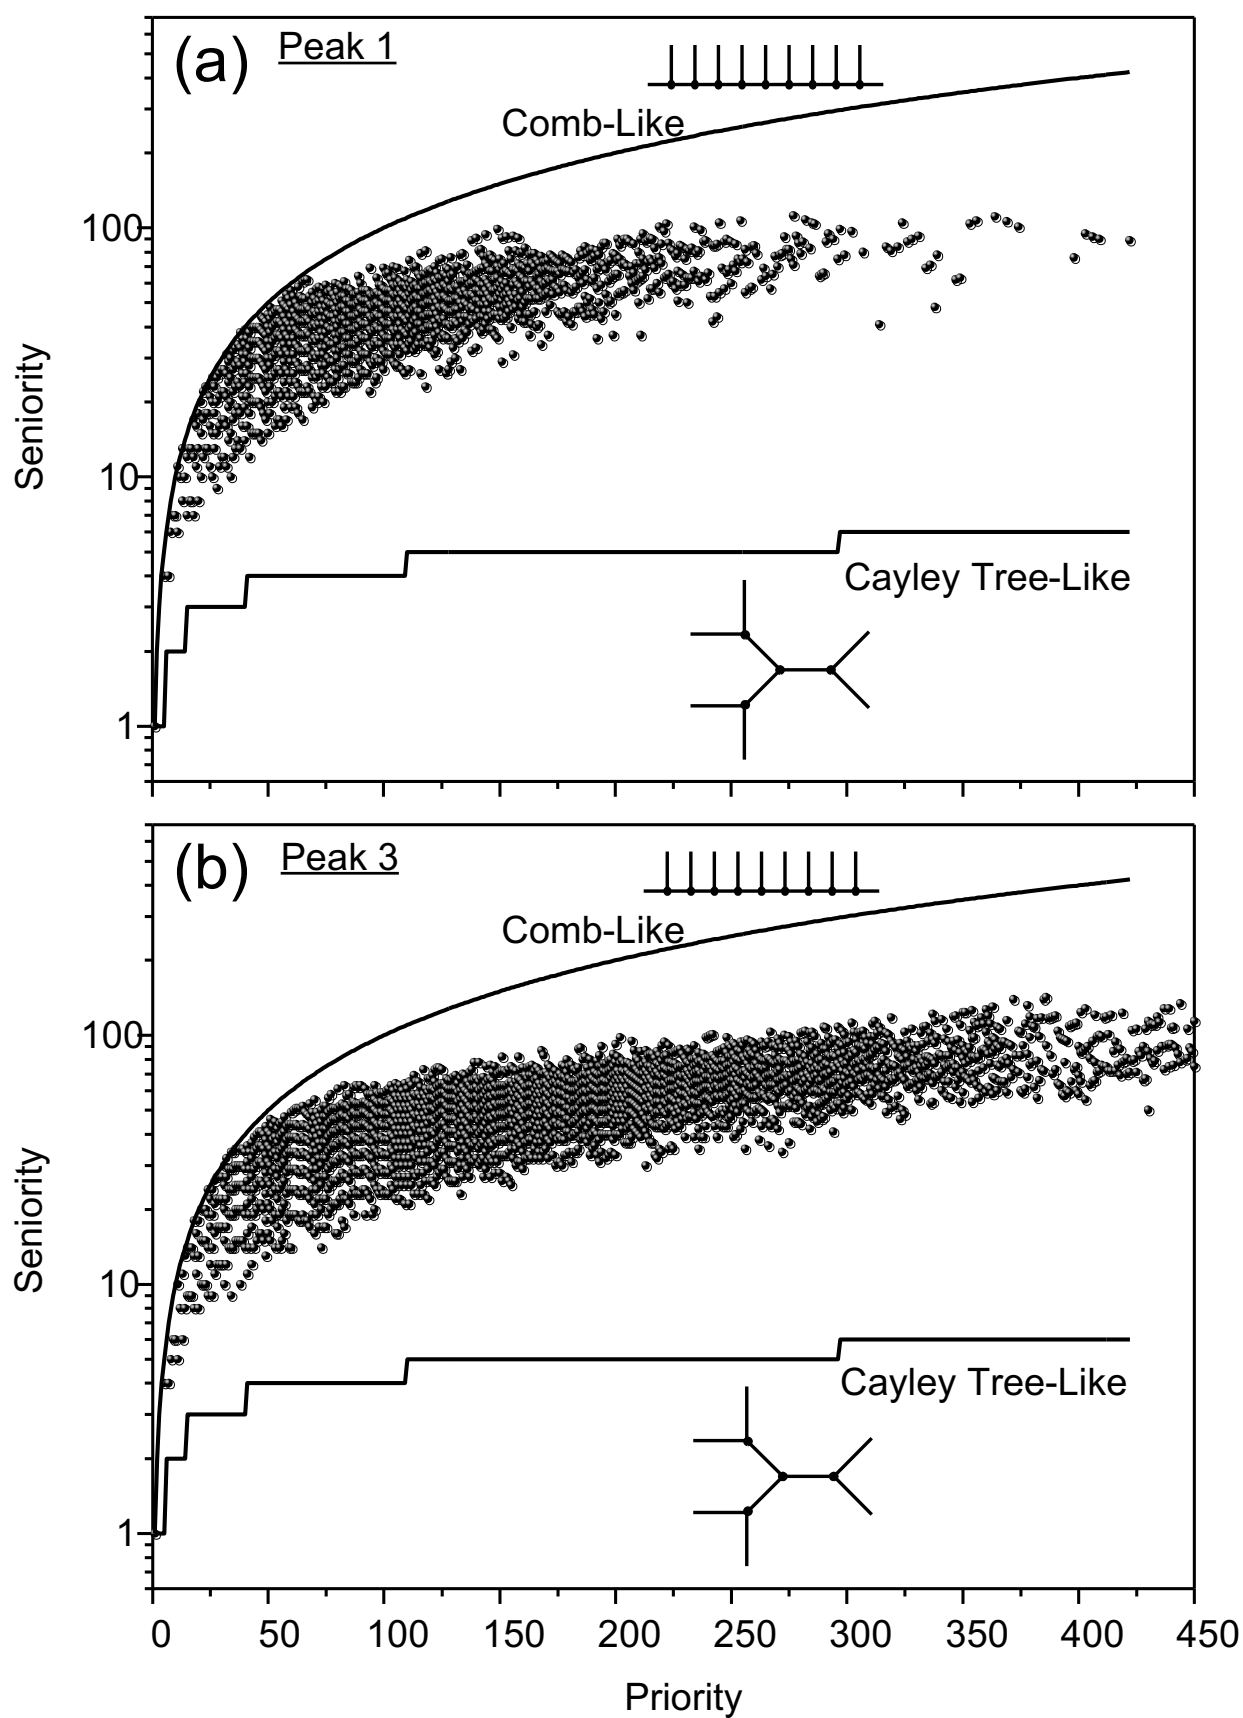 (a) Peak 1
Comb-Like
100
Seniority
10
Cayley Tree-Like
1
(b) Peak 3
Comb-Like
100
Seniority
10
Cayley Tree-Like
1
0 50 100 150 200 250 300 350 400 450
Priority